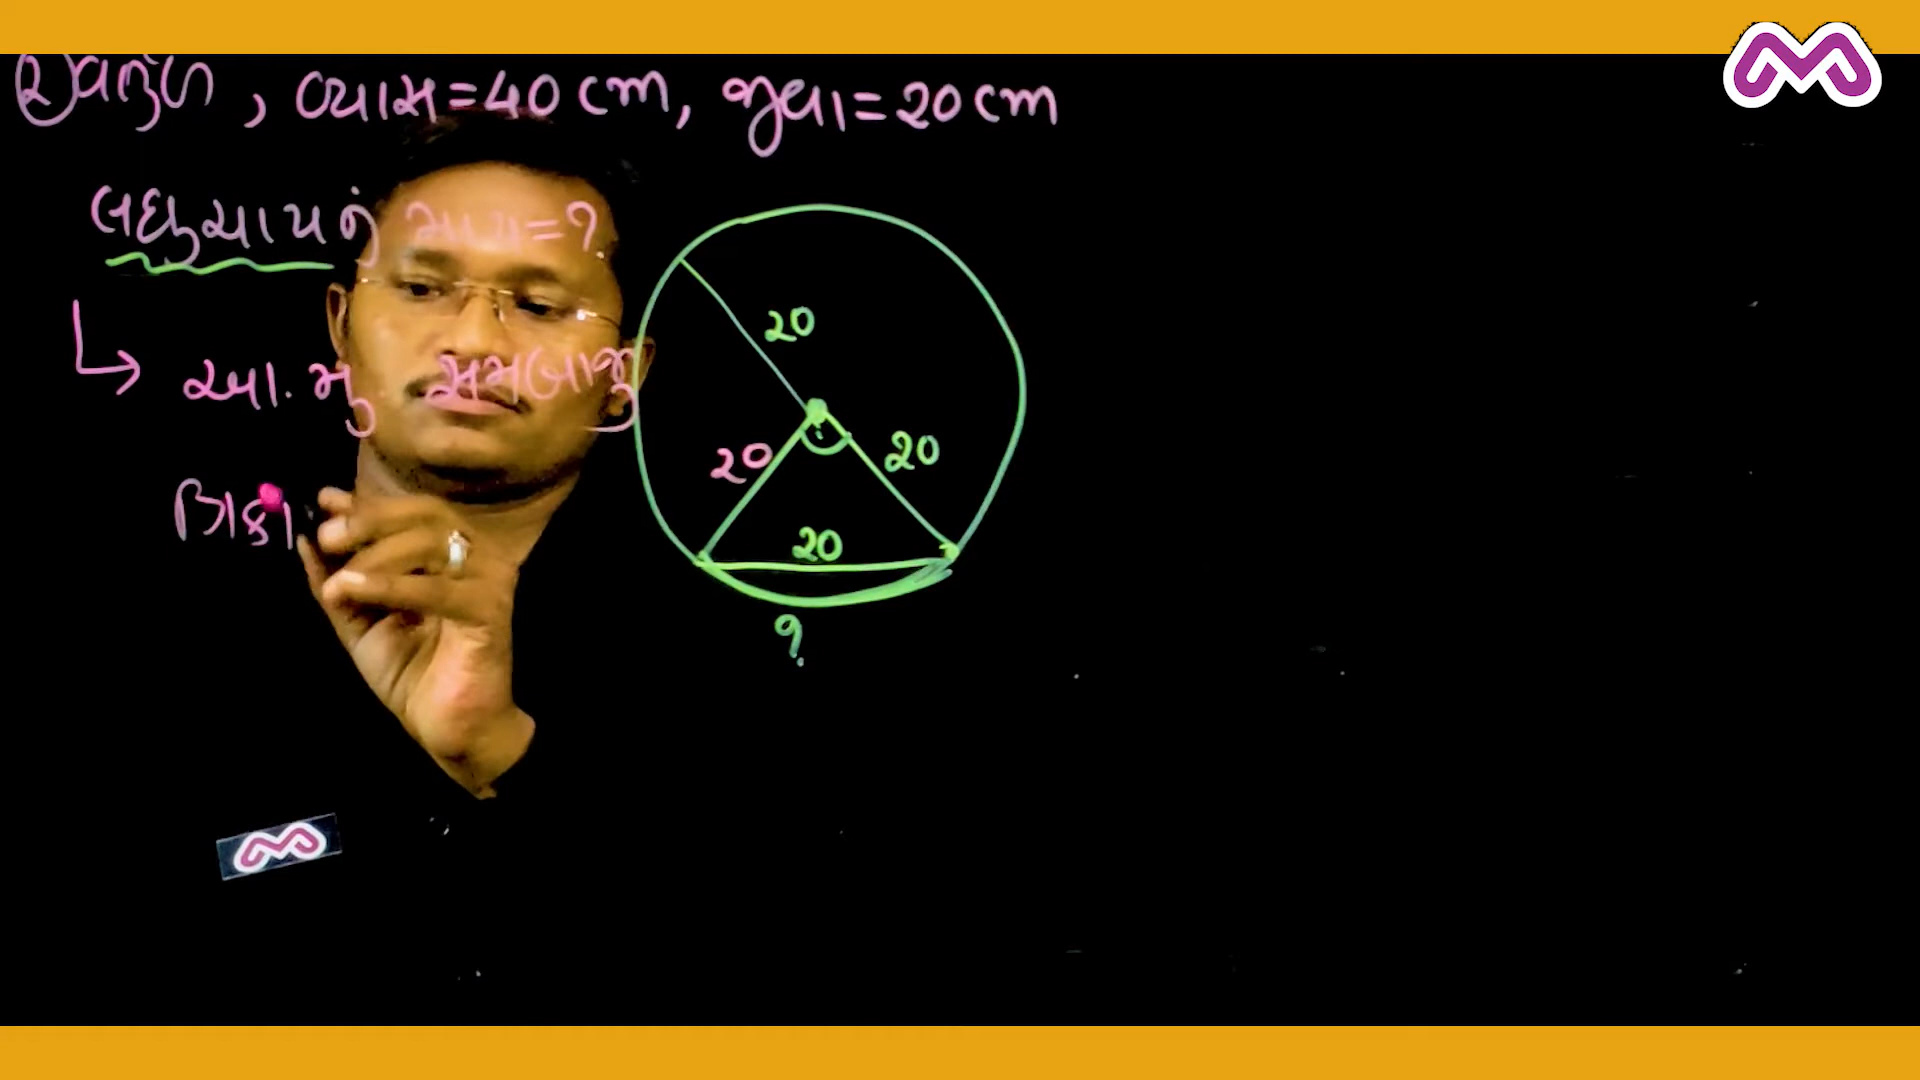 વર્તુળ, વ્યાસ=40 cm, જીવા=20 cm
લઘુચાપનું માપ=?
20
આ. સમબાજુ
20
20
ત્રિકો
20
?